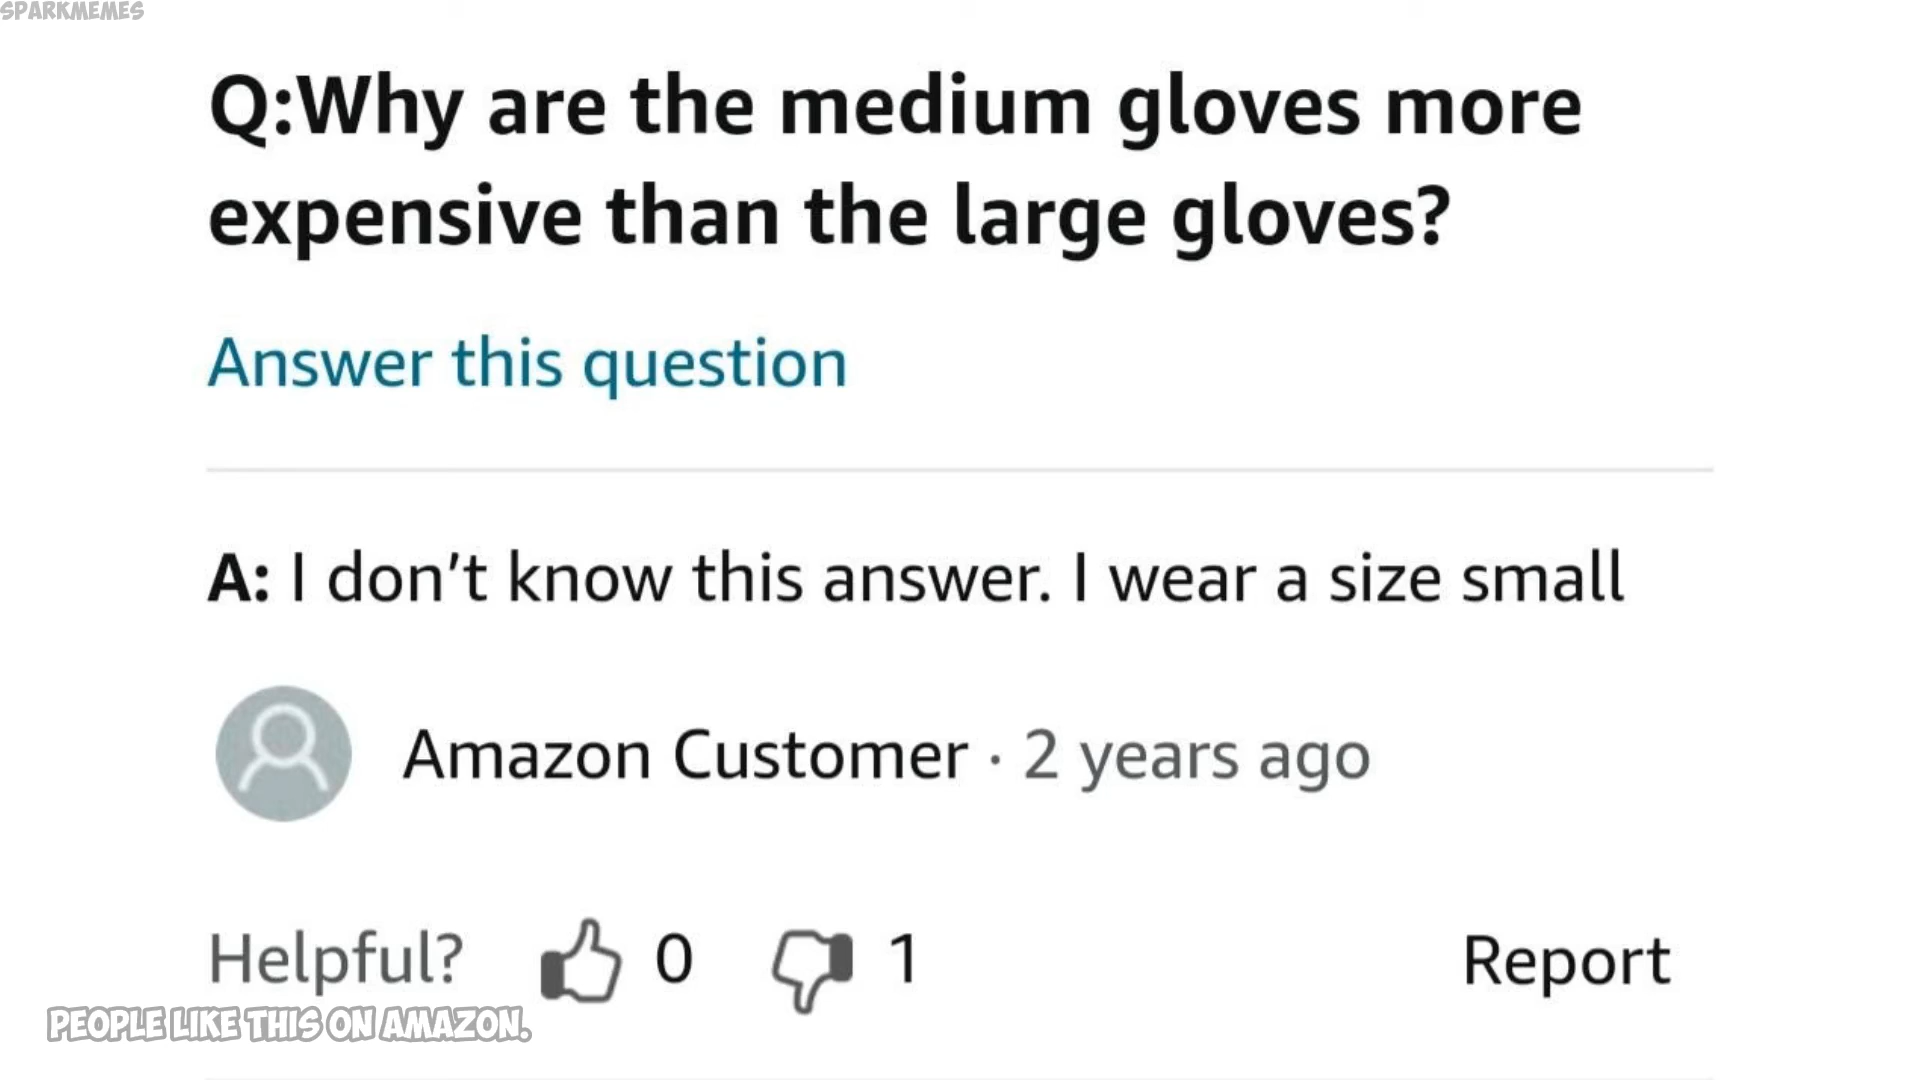 SPARKMEMES
Q:Why are the medium gloves more
expensive than the large gloves?
Answer this question
A: I don't know this answer. I wear a size small
Amazon Customer · 2 years ago
Helpful? 0 1 Report
PEOPLE LIKE THIS ON AMAZON.